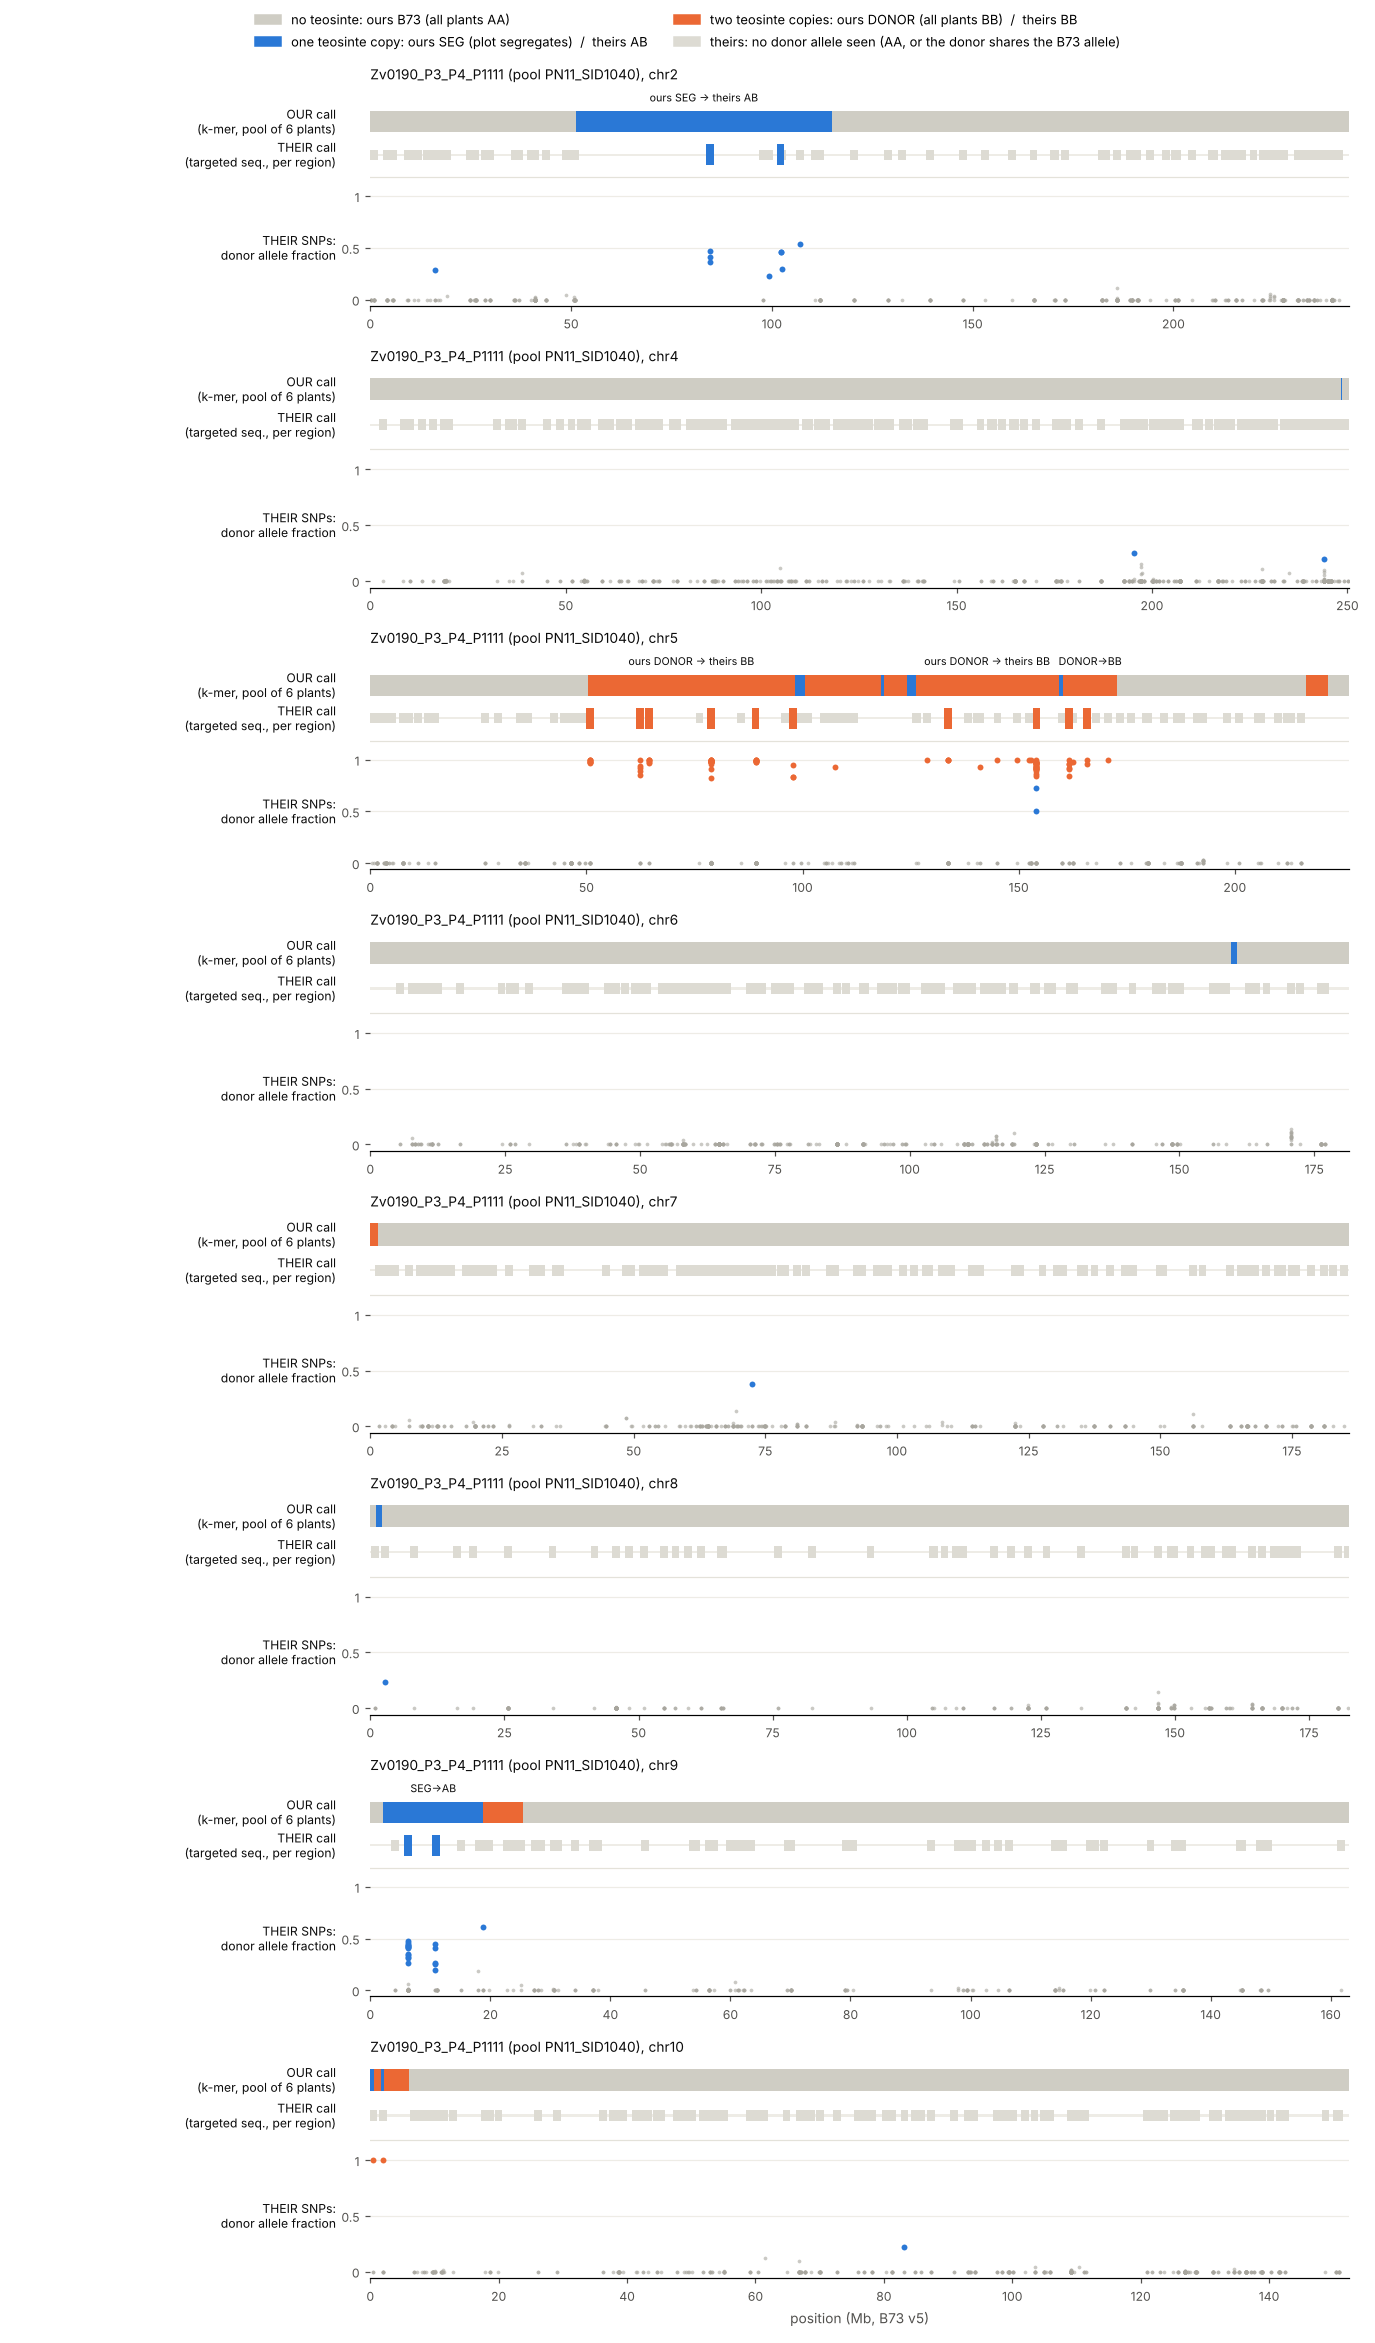 no teosinte: ours B73 (all plants AA)
two teosinte copies: ours DONOR (all plants BB)  /  theirs BB
one teosinte copy: ours SEG (plot segregates)  /  theirs AB
theirs: no donor allele seen (AA, or the donor shares the B73 allele)
Zv0190_P3_P4_P1111 (pool PN11_SID1040), chr2
ours SEG → theirs AB
OUR call
(k-mer, pool of 6 plants)
THEIR call
(targeted seq., per region)
1
THEIR SNPs:
donor allele fraction
0.5
0
0 50 100 150 200
Zv0190_P3_P4_P1111 (pool PN11_SID1040), chr4
OUR call
(k-mer, pool of 6 plants)
THEIR call
(targeted seq., per region)
1
THEIR SNPs:
donor allele fraction
0.5
0
0 50 100 150 200 250
Zv0190_P3_P4_P1111 (pool PN11_SID1040), chr5
ours DONOR → theirs BB ours DONOR → theirs BB DONOR→BB
OUR call
(k-mer, pool of 6 plants)
THEIR call
(targeted seq., per region)
1
THEIR SNPs:
donor allele fraction
0.5
0
0 50 100 150 200
Zv0190_P3_P4_P1111 (pool PN11_SID1040), chr6
OUR call
(k-mer, pool of 6 plants)
THEIR call
(targeted seq., per region)
1
THEIR SNPs:
donor allele fraction
0.5
0
0 25 50 75 100 125 150 175
Zv0190_P3_P4_P1111 (pool PN11_SID1040), chr7
OUR call
(k-mer, pool of 6 plants)
THEIR call
(targeted seq., per region)
1
THEIR SNPs:
donor allele fraction
0.5
0
0 25 50 75 100 125 150 175
Zv0190_P3_P4_P1111 (pool PN11_SID1040), chr8
OUR call
(k-mer, pool of 6 plants)
THEIR call
(targeted seq., per region)
1
THEIR SNPs:
donor allele fraction
0.5
0
0 25 50 75 100 125 150 175
Zv0190_P3_P4_P1111 (pool PN11_SID1040), chr9
SEG→AB
OUR call
(k-mer, pool of 6 plants)
THEIR call
(targeted seq., per region)
1
THEIR SNPs:
donor allele fraction
0.5
0
0 20 40 60 80 100 120 140 160
Zv0190_P3_P4_P1111 (pool PN11_SID1040), chr10
OUR call
(k-mer, pool of 6 plants)
THEIR call
(targeted seq., per region)
1
THEIR SNPs:
donor allele fraction
0.5
0
0 20 40 60 80 100 120 140
position (Mb, B73 v5)